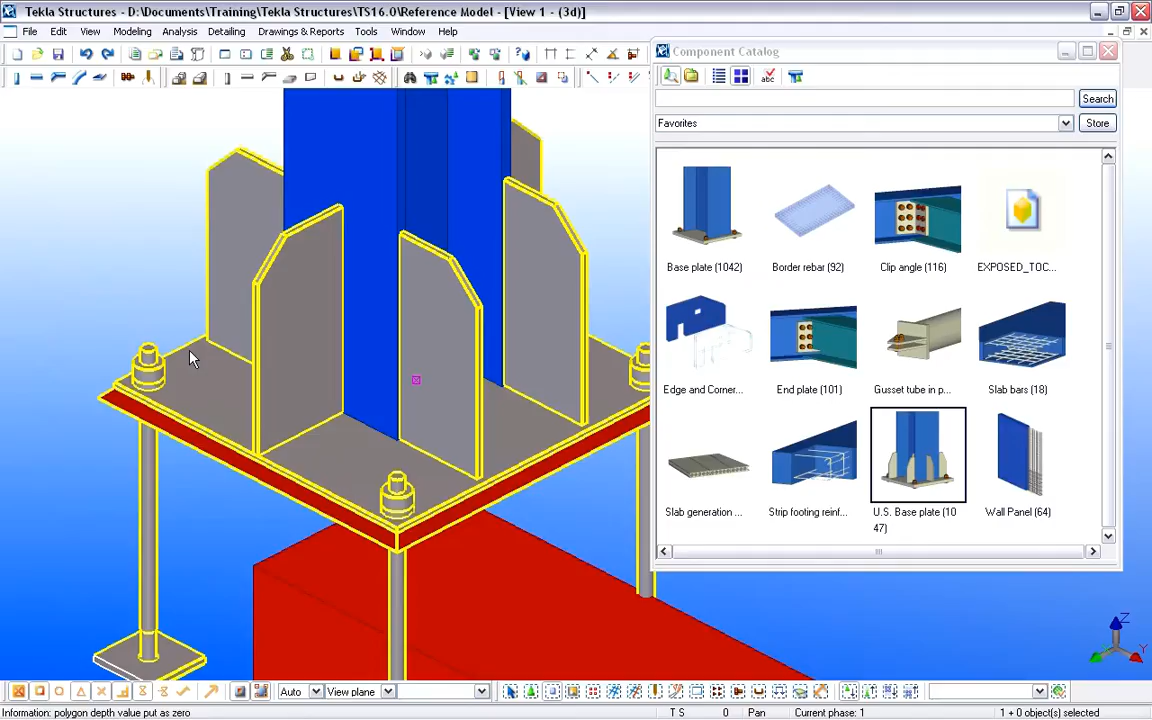 Tekla Structures - D:\Documents\Training\Tekla Structures\TS16.0\Reference Model - [View 1 - (3d)]
File Edit View Modeling Analysis Detailing Drawings & Reports Tools Window Help
Component Catalog
Search
Favorites
Store
Base plate (1042)
Border rebar (92)
Clip angle (116)
EXPOSED_TOC...
Edge and Corner...
End plate (101)
Gusset tube in p...
Slab bars (18)
Slab generation ...
Strip footing reinf...
U.S. Base plate (10
47)
Wall Panel (64)
Z
Y
Auto
View plane
Information: polygon depth value put as zero
T S
0
Pan
Current phase: 1
1 + 0 object(s) selected